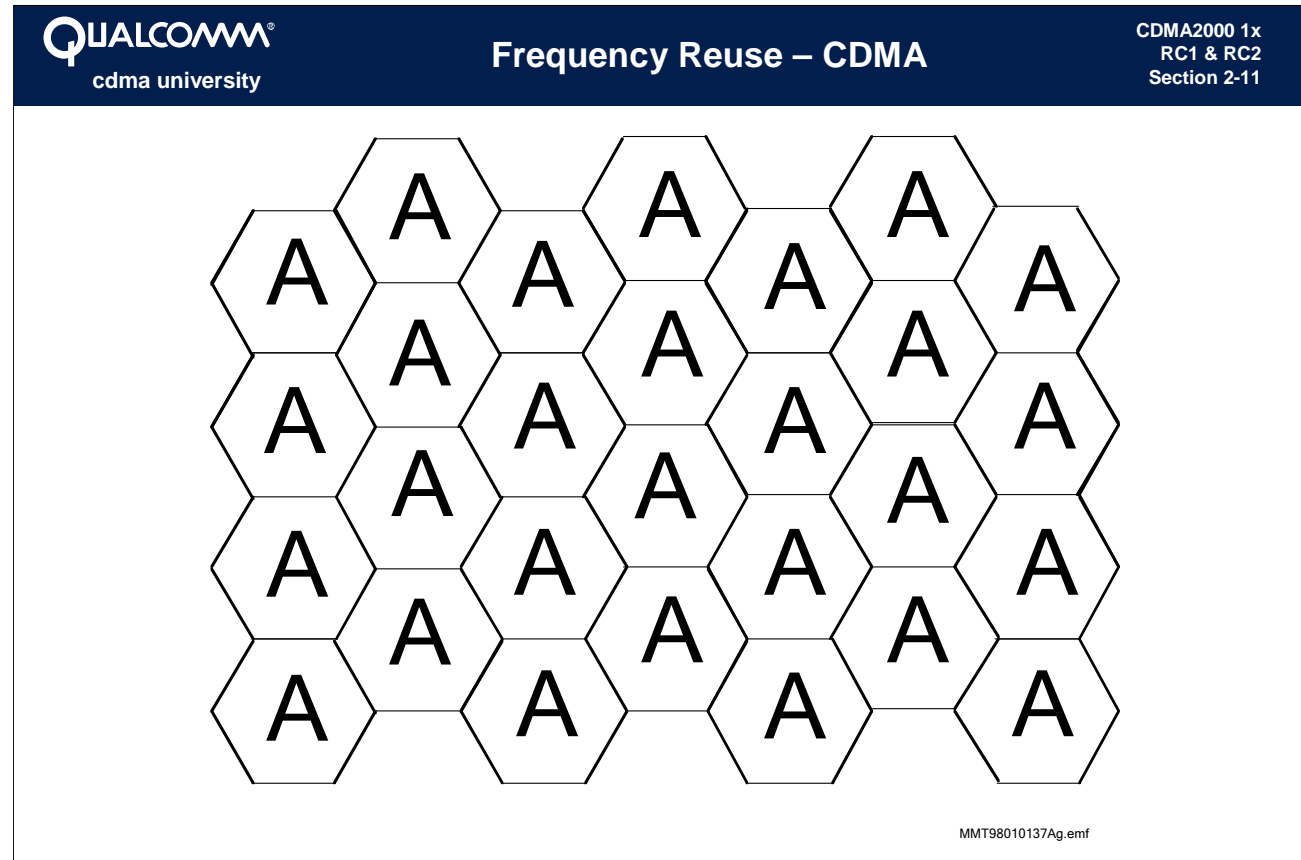 QUALCOMM®
cdma university
Frequency Reuse – CDMA
CDMA2000 1x
RC1 & RC2
Section 2-11
A A A
A A A A
A A A
A A A A
A A A
A A A A
A A A
A A A A
MMT98010137Ag.emf